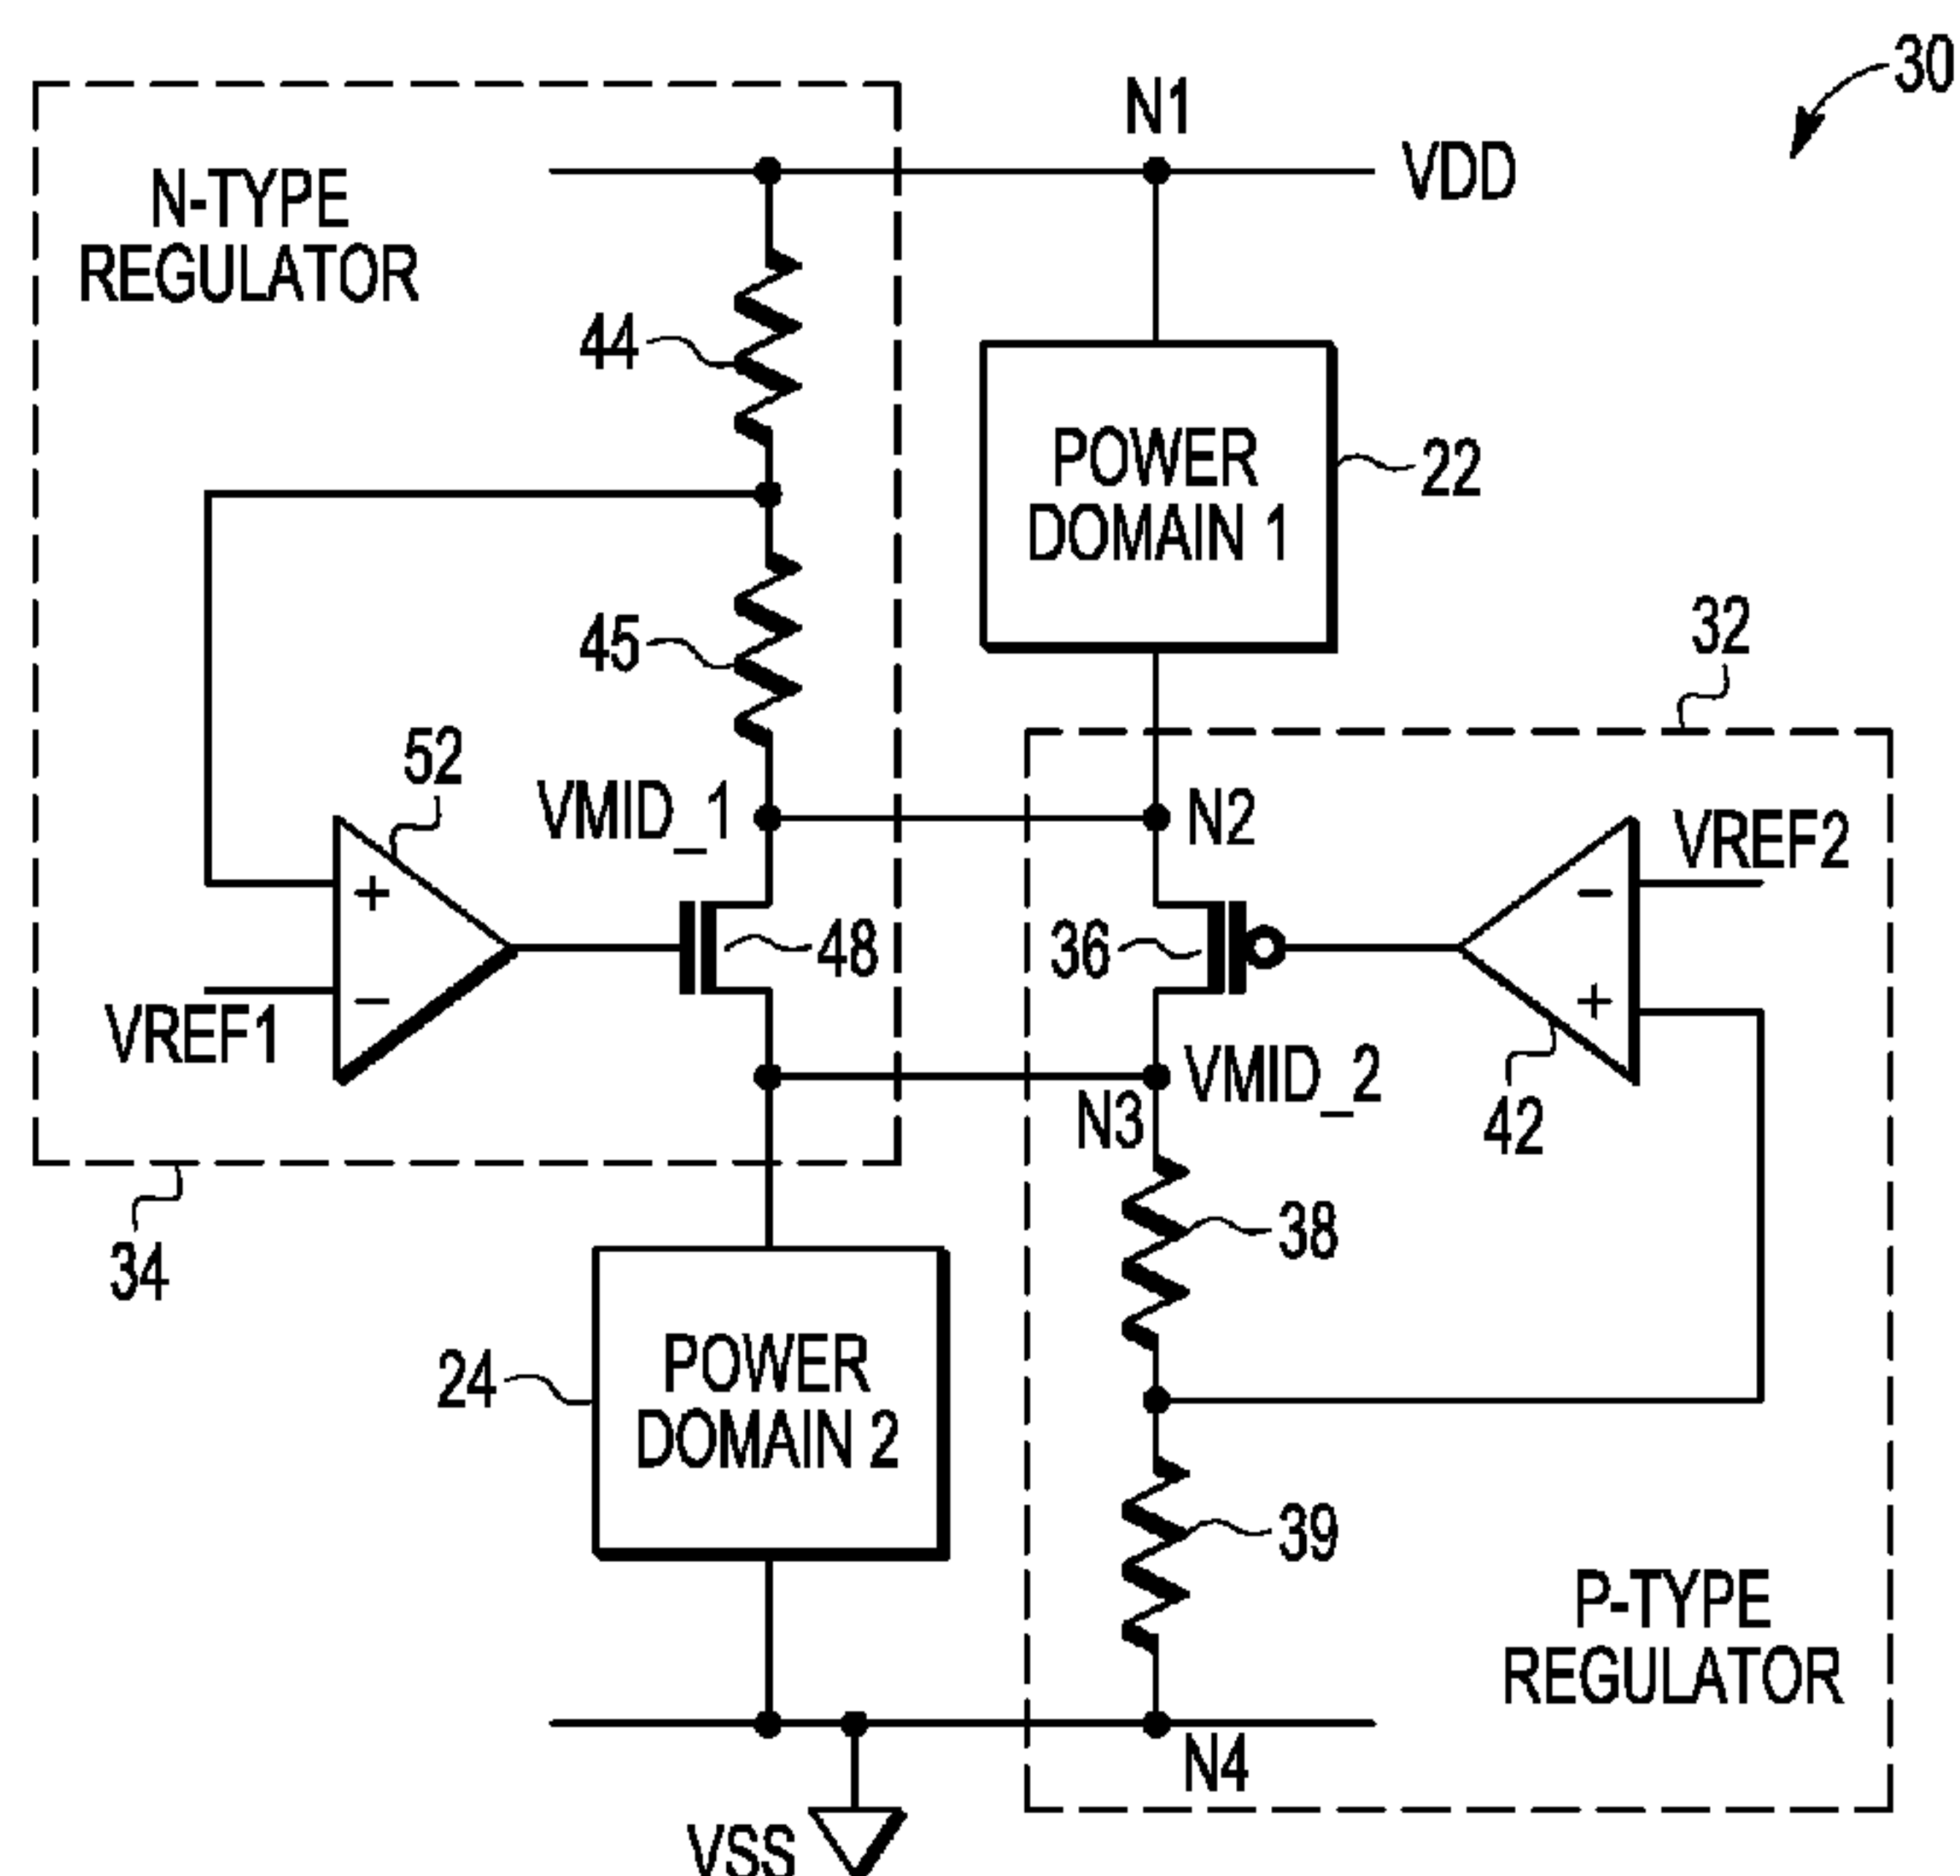 30
N1
VDD
N-TYPE
REGULATOR
44
POWER
DOMAIN 1
22
45
32
52
VMID_1
N2
VREF2
+
−
48
36
−
+
VREF1
VMID_2
N3
42
34
38
24
POWER
DOMAIN 2
39
P-TYPE
REGULATOR
N4
VSS